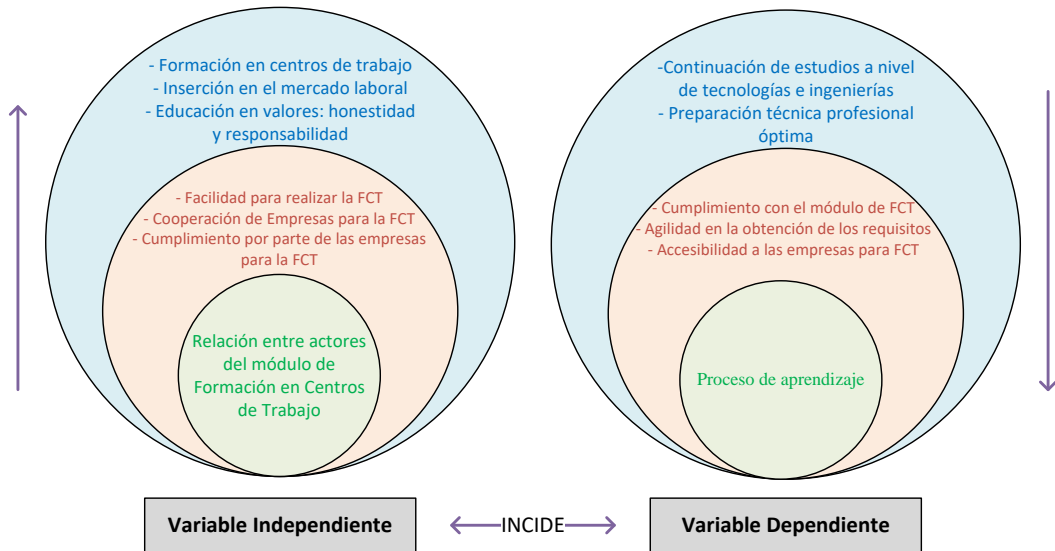 - Formación en centros de trabajo
- Inserción en el mercado laboral
- Educación en valores: honestidad
y responsabilidad
- Facilidad para realizar la FCT
- Cooperación de Empresas para la FCT
- Cumplimiento por parte de las empresas
para la FCT
Relación entre actores
del módulo de
Formación en Centros
de Trabajo
-Continuación de estudios a nivel
de tecnologías e ingenierías
- Preparación técnica profesional
óptima
- Cumplimiento con el módulo de FCT
- Agilidad en la obtención de los requisitos
- Accesibilidad a las empresas para FCT
Proceso de aprendizaje
Variable Independiente
INCIDE
Variable Dependiente